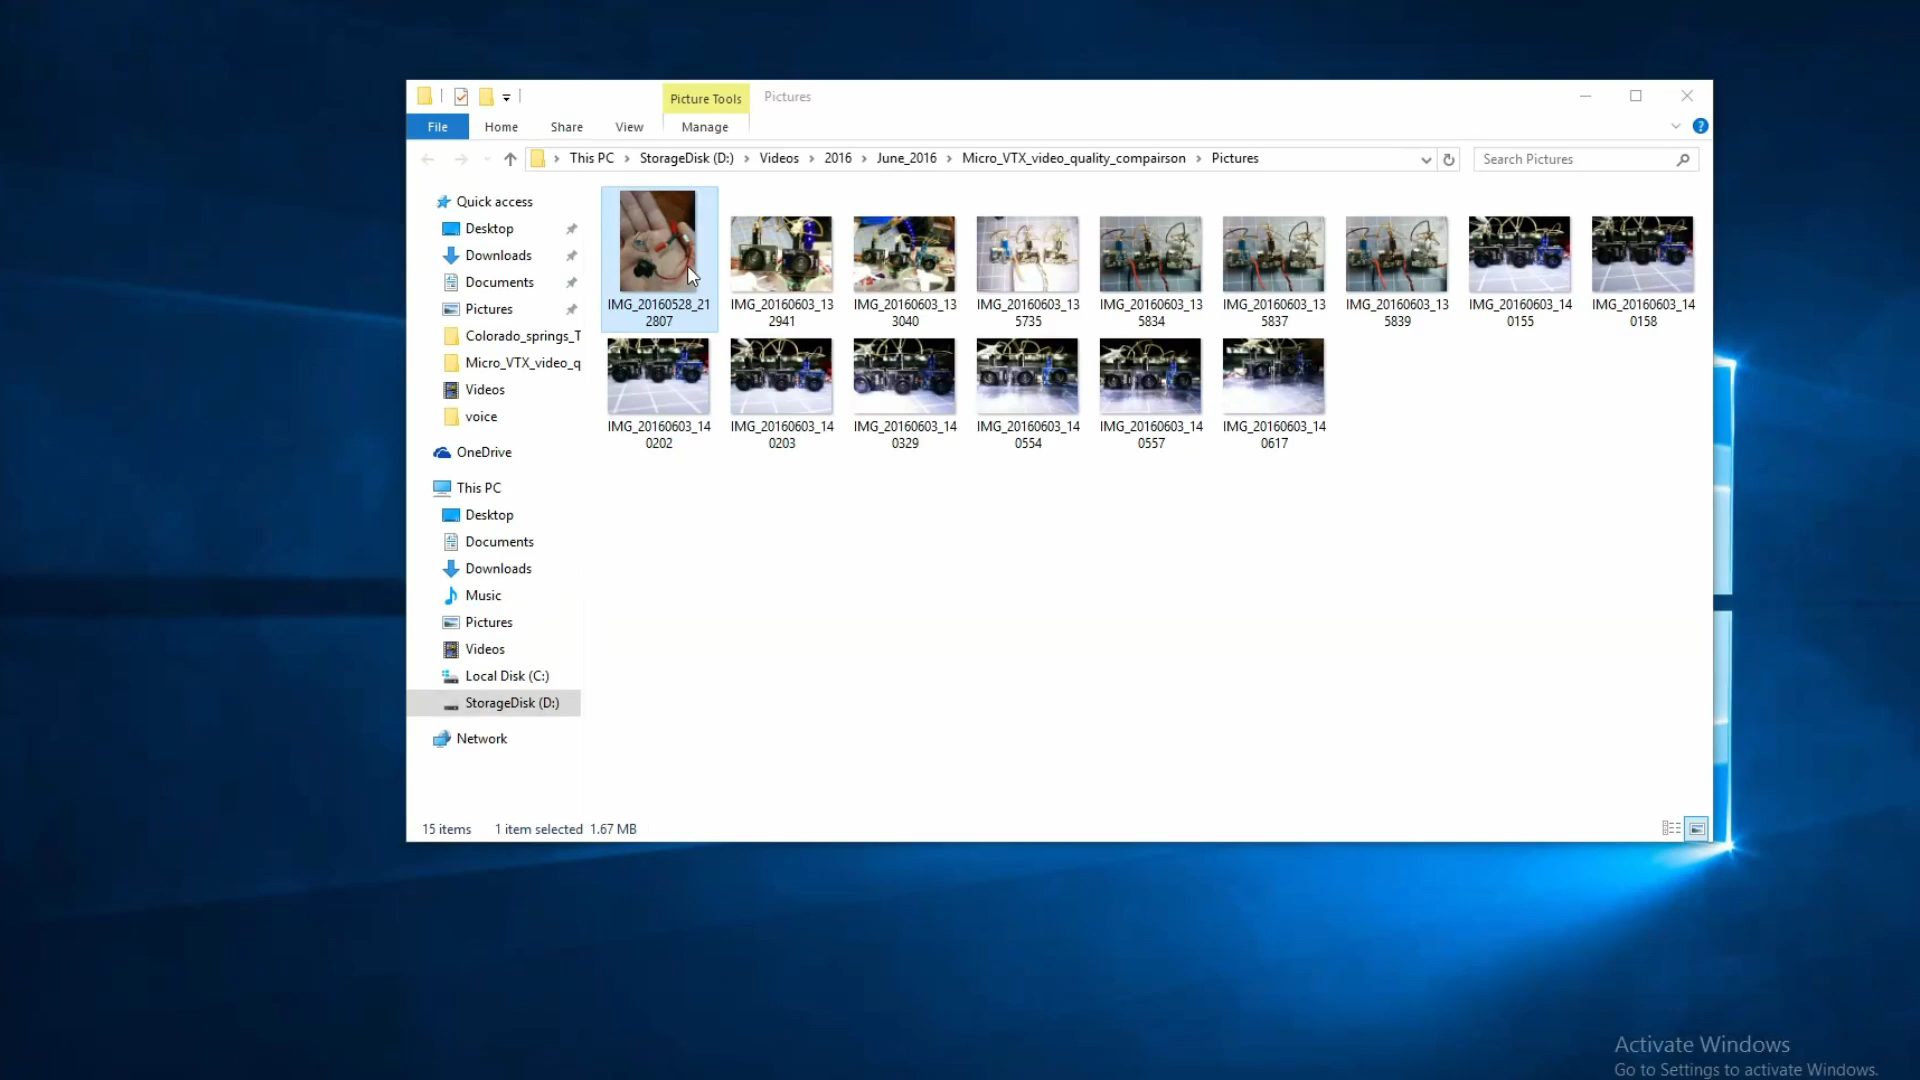 Picture Tools
Pictures
File
Home
Share
View
Manage
This PC
StorageDisk (D:)
Videos
2016
June_2016
Micro_VTX_video_quality_compairson
Pictures
Search Pictures
Quick access
Desktop
Downloads
Documents
Pictures
Colorado_springs_T
Micro_VTX_video_q
Videos
voice
OneDrive
This PC
Desktop
Documents
Downloads
Music
Pictures
Videos
Local Disk (C:)
StorageDisk (D:)
Network
IMG_20160528_21
2807
IMG_20160603_13
2941
IMG_20160603_13
3040
IMG_20160603_13
5735
IMG_20160603_13
5834
IMG_20160603_13
5837
IMG_20160603_13
5839
IMG_20160603_14
0155
IMG_20160603_14
0158
IMG_20160603_14
0202
IMG_20160603_14
0203
IMG_20160603_14
0329
IMG_20160603_14
0554
IMG_20160603_14
0557
IMG_20160603_14
0617
15 items
1 item selected 1.67 MB
Activate Windows
Go to Settings to activate Windows.